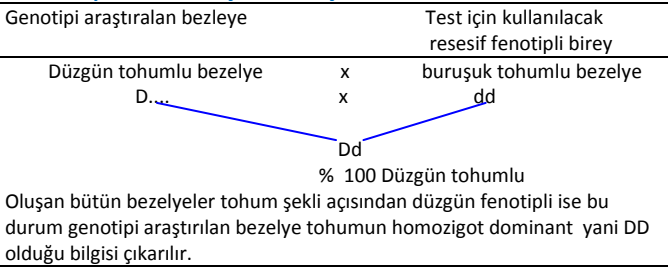 Genotipi araştıralan bezleye Test için kullanılacak
resesif fenotipli birey
Düzgün tohumlu bezelye x buruşuk tohumlu bezelye
D.... x dd
Dd
% 100 Düzgün tohumlu
Oluşan bütün bezelyeler tohum şekli açısından düzgün fenotipli ise bu
durum genotipi araştırılan bezelye tohumun homozigot dominant yani DD
olduğu bilgisi çıkarılır.